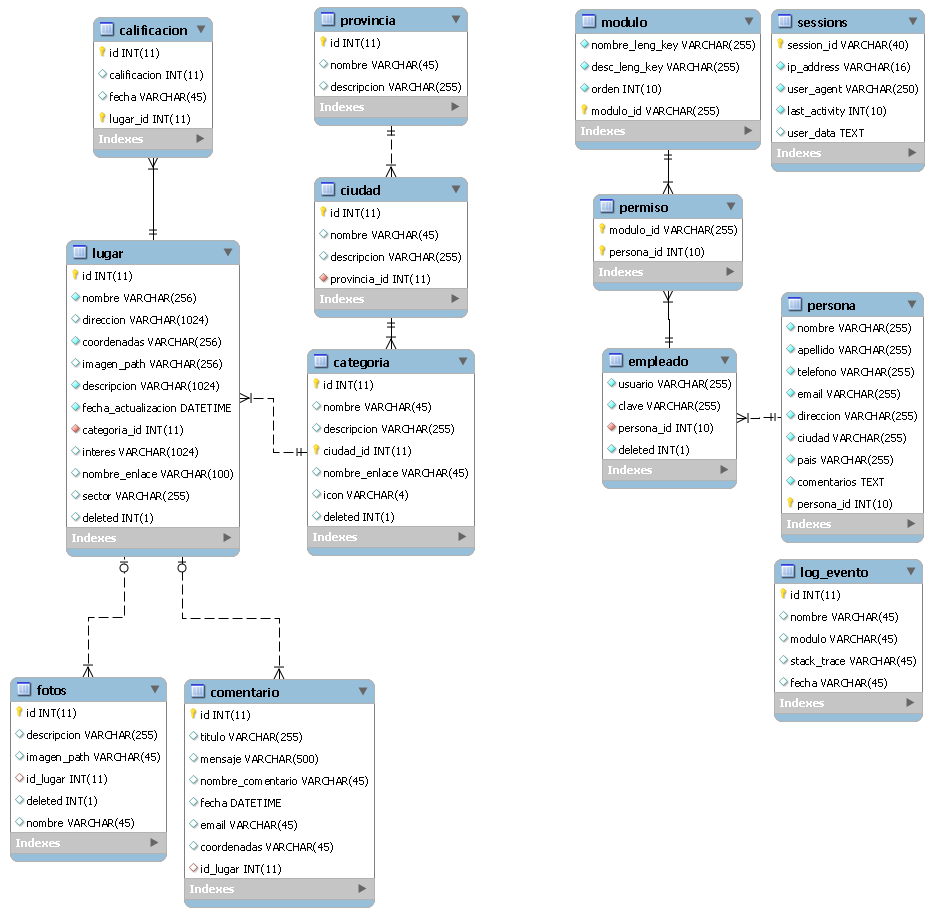 calificacion
id INT(11)
calificacion INT(11)
fecha VARCHAR(45)
lugar_id INT(11)
Indexes
provincia
id INT(11)
nombre VARCHAR(45)
descripcion VARCHAR(255)
Indexes
modulo
nombre_leng_key VARCHAR(255)
desc_leng_key VARCHAR(255)
orden INT(10)
modulo_id VARCHAR(255)
Indexes
sessions
session_id VARCHAR(40)
ip_address VARCHAR(16)
user_agent VARCHAR(250)
last_activity INT(10)
user_data TEXT
Indexes
ciudad
id INT(11)
nombre VARCHAR(45)
descripcion VARCHAR(255)
provincia_id INT(11)
Indexes
permiso
modulo_id VARCHAR(255)
persona_id INT(10)
Indexes
lugar
id INT(11)
nombre VARCHAR(256)
direccion VARCHAR(1024)
coordenadas VARCHAR(256)
imagen_path VARCHAR(256)
descripcion VARCHAR(1024)
fecha_actualizacion DATETIME
categoria_id INT(11)
interes VARCHAR(1024)
nombre_enlace VARCHAR(100)
sector VARCHAR(255)
deleted INT(1)
Indexes
categoria
id INT(11)
nombre VARCHAR(45)
descripcion VARCHAR(255)
ciudad_id INT(11)
nombre_enlace VARCHAR(45)
icon VARCHAR(4)
deleted INT(1)
Indexes
empleado
usuario VARCHAR(255)
clave VARCHAR(255)
persona_id INT(10)
deleted INT(1)
Indexes
persona
nombre VARCHAR(255)
apellido VARCHAR(255)
telefono VARCHAR(255)
email VARCHAR(255)
direccion VARCHAR(255)
ciudad VARCHAR(255)
pais VARCHAR(255)
comentarios TEXT
persona_id INT(10)
Indexes
log_evento
id INT(11)
nombre VARCHAR(45)
modulo VARCHAR(45)
stack_trace VARCHAR(45)
fecha VARCHAR(45)
Indexes
fotos
id INT(11)
descripcion VARCHAR(255)
imagen_path VARCHAR(45)
id_lugar INT(11)
deleted INT(1)
nombre VARCHAR(45)
Indexes
comentario
id INT(11)
titulo VARCHAR(255)
mensaje VARCHAR(500)
nombre_comentario VARCHAR(45)
fecha DATETIME
email VARCHAR(45)
coordenadas VARCHAR(45)
id_lugar INT(11)
Indexes